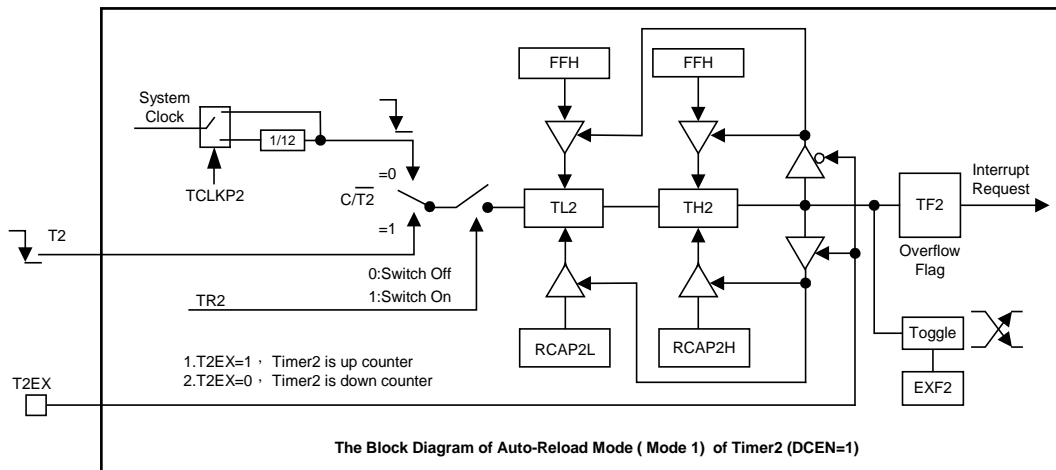 FFH
FFH
System
Clock
1/12
TCLKP2
=0
C/T2
=1
TL2
TH2
TF2
Interrupt
Request
Overflow
Flag
T2
0:Switch Off
1:Switch On
TR2
RCAP2L
RCAP2H
Toggle
EXF2
1.T2EX=1，Timer2 is up counter
2.T2EX=0，Timer2 is down counter
T2EX
The Block Diagram of Auto-Reload Mode ( Mode 1) of Timer2 (DCEN=1)